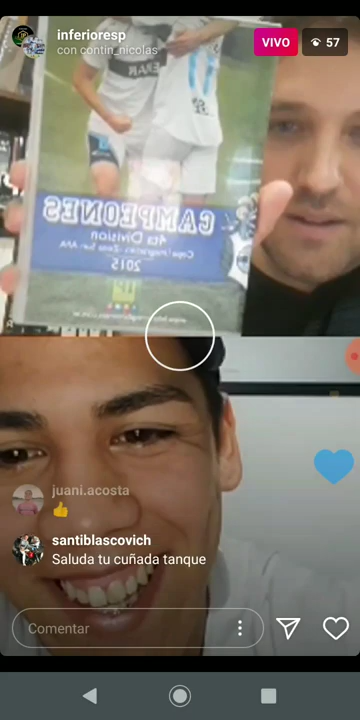 inferioresp
con contin_nicolas
VIVO
57
CAMPEONES
4ta Division
2015
juani.acosta
👍
santiblascovich
Saluda tu cuñada tanque
Comentar